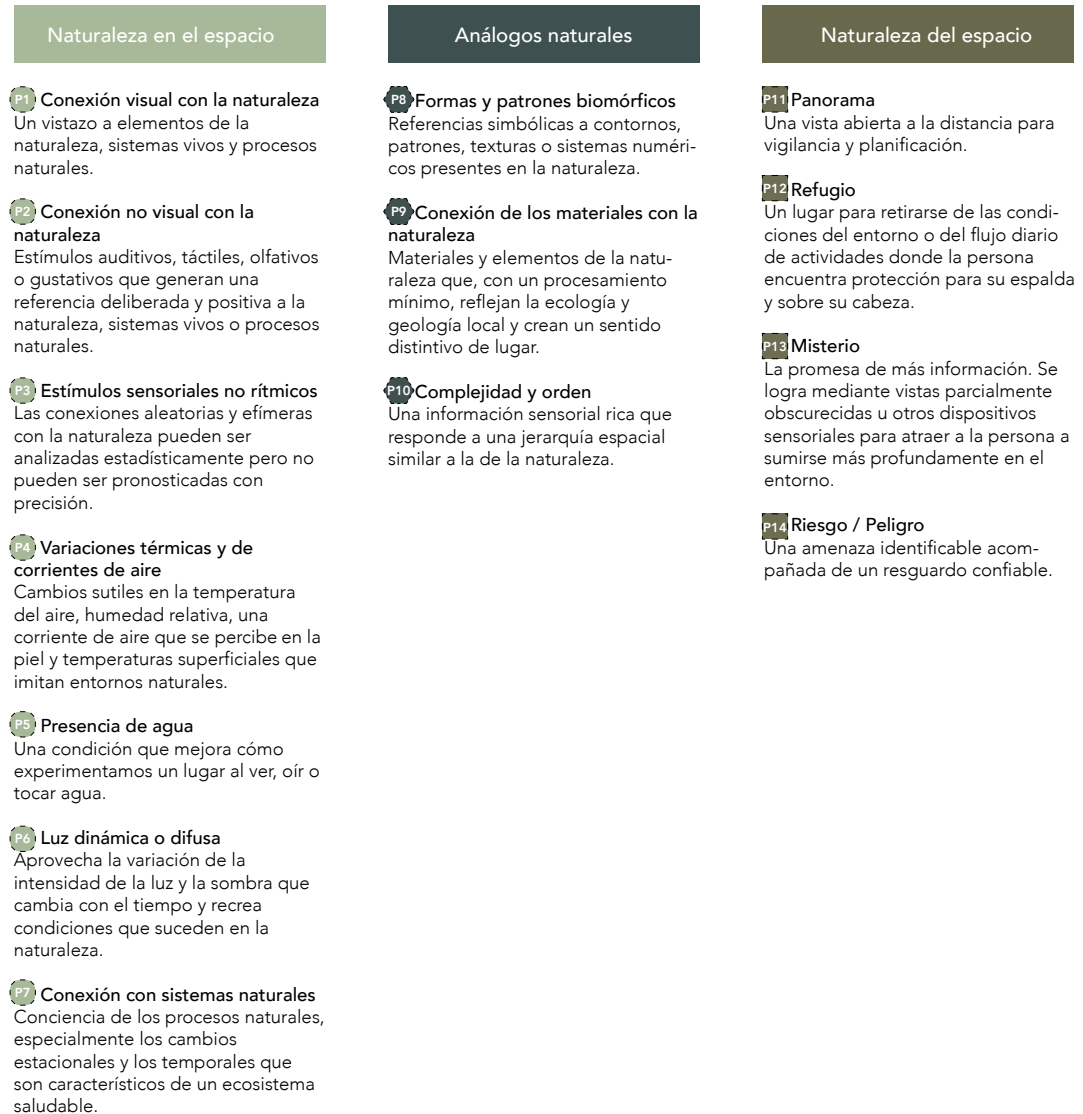 Naturaleza en el espacio
P1 Conexión visual con la naturaleza
Un vistazo a elementos de la
naturaleza, sistemas vivos y procesos
naturales.
P2 Conexión no visual con la
naturaleza
Estímulos auditivos, táctiles, olfativos
o gustativos que generan una
referencia deliberada y positiva a la
naturaleza, sistemas vivos o procesos
naturales.
P3 Estímulos sensoriales no rítmicos
Las conexiones aleatorias y efímeras
con la naturaleza pueden ser
analizadas estadísticamente pero no
pueden ser pronosticadas con
precisión.
P4 Variaciones térmicas y de
corrientes de aire
Cambios sutiles en la temperatura
del aire, humedad relativa, una
corriente de aire que se percibe en la
piel y temperaturas superficiales que
imitan entornos naturales.
P5 Presencia de agua
Una condición que mejora cómo
experimentamos un lugar al ver, oír o
tocar agua.
P6 Luz dinámica o difusa
Aprovecha la variación de la
intensidad de la luz y la sombra que
cambia con el tiempo y recrea
condiciones que suceden en la
naturaleza.
P7 Conexión con sistemas naturales
Conciencia de los procesos naturales,
especialmente los cambios
estacionales y los temporales que
son característicos de un ecosistema
saludable.
Análogos naturales
P8 Formas y patrones biomórficos
Referencias simbólicas a contornos,
patrones, texturas o sistemas numéri-
cos presentes en la naturaleza.
P9 Conexión de los materiales con la
naturaleza
Materiales y elementos de la natu-
raleza que, con un procesamiento
mínimo, reflejan la ecología y
geología local y crean un sentido
distintivo de lugar.
P10 Complejidad y orden
Una información sensorial rica que
responde a una jerarquía espacial
similar a la de la naturaleza.
Naturaleza del espacio
P11 Panorama
Una vista abierta a la distancia para
vigilancia y planificación.
P12 Refugio
Un lugar para retirarse de las condi-
ciones del entorno o del flujo diario
de actividades donde la persona
encuentra protección para su espalda
y sobre su cabeza.
P13 Misterio
La promesa de más información. Se
logra mediante vistas parcialmente
obscurecidas u otros dispositivos
sensoriales para atraer a la persona a
sumirse más profundamente en el
entorno.
P14 Riesgo / Peligro
Una amenaza identificable acom-
pañada de un resguardo confiable.